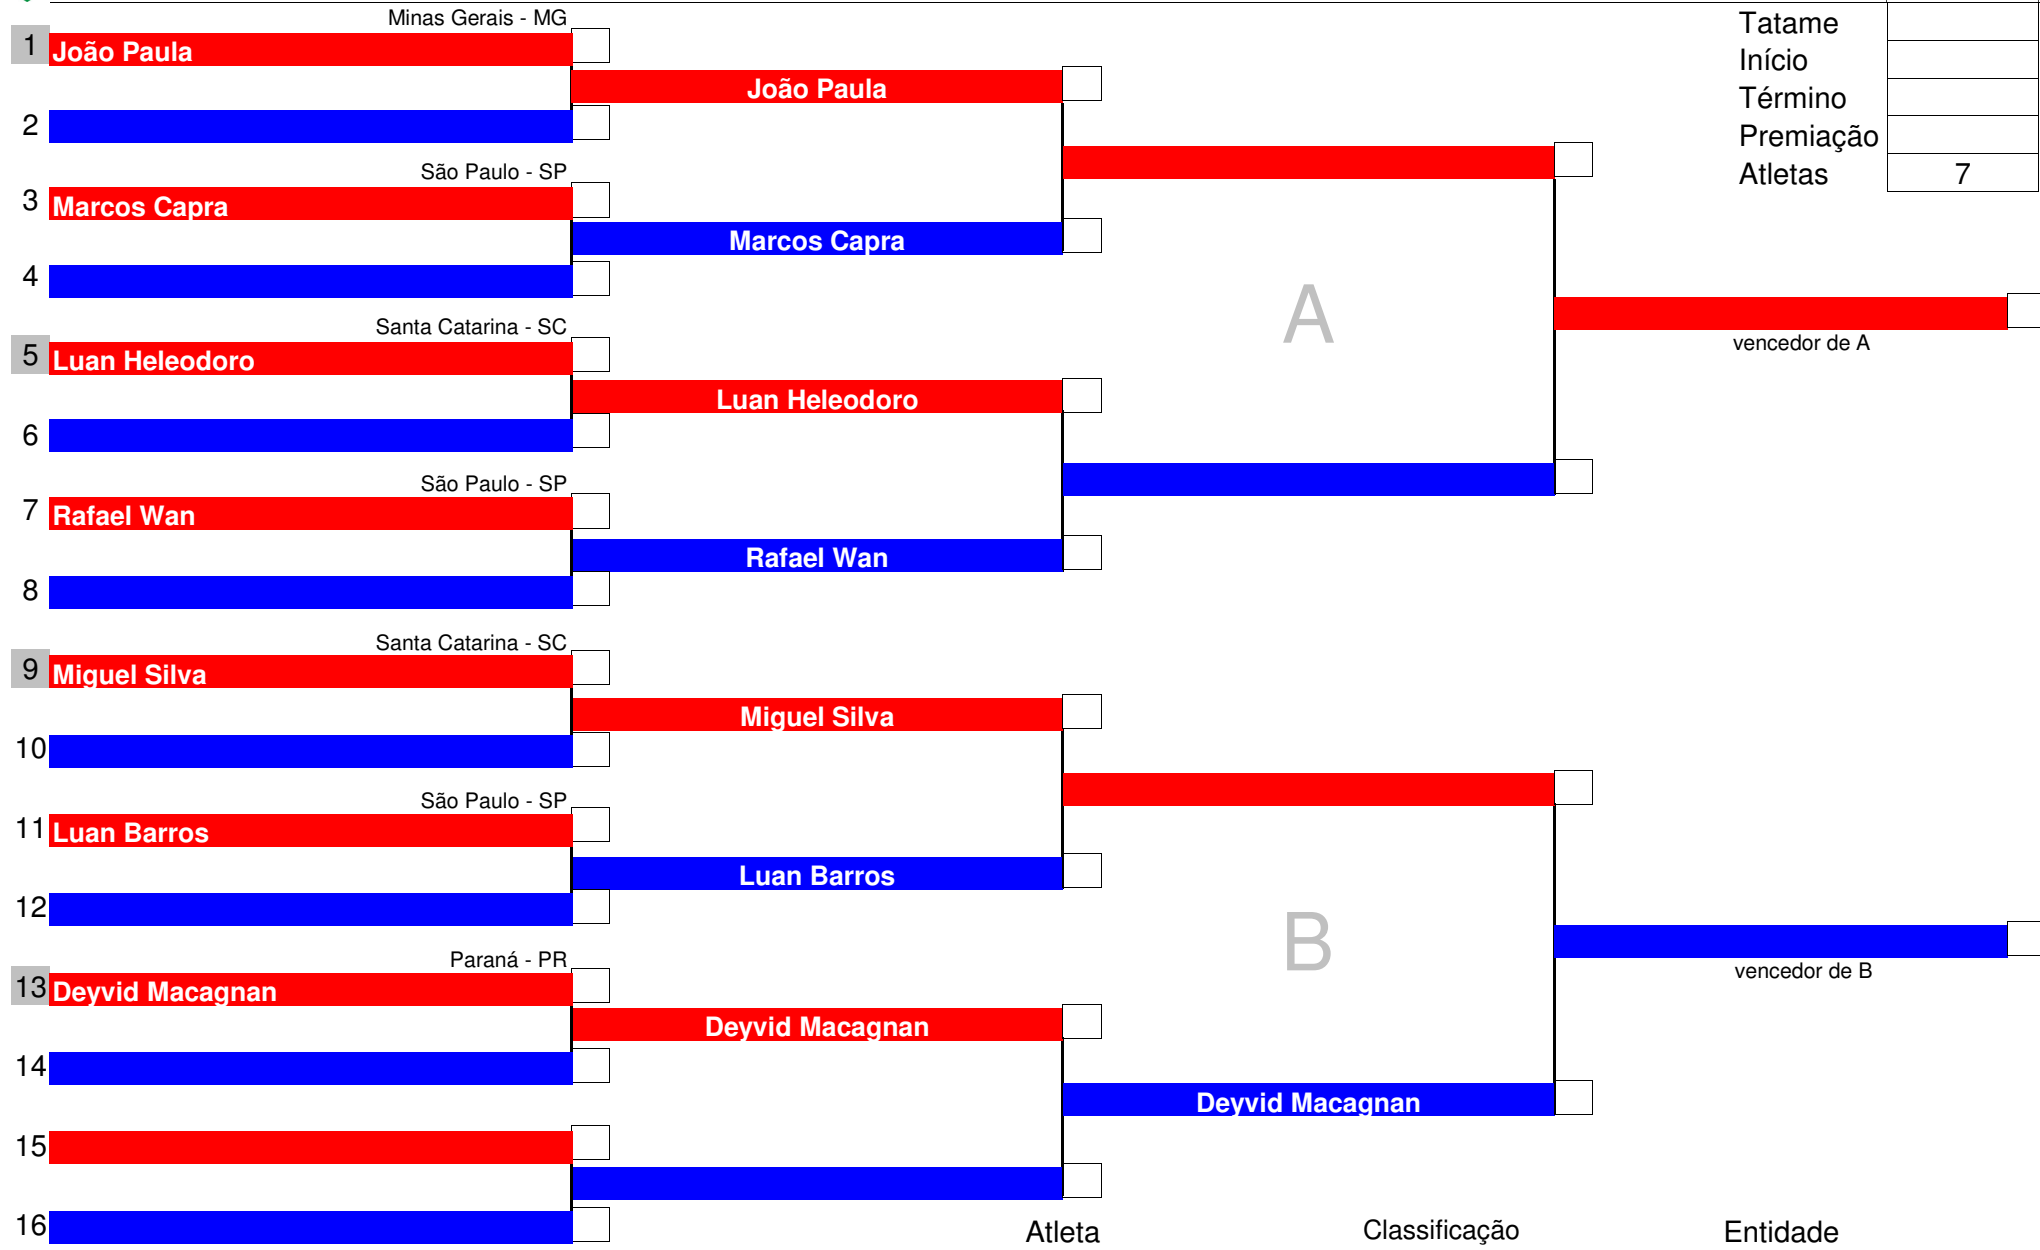 Minas Gerais - MG
Tatame
1 João Paula
Início
João Paula
Término
2
Premiação
São Paulo - SP
Atletas 7
3 Marcos Capra
Marcos Capra
4
A
Santa Catarina - SC
vencedor de A
5 Luan Heleodoro
Luan Heleodoro
6
São Paulo - SP
7 Rafael Wan
Rafael Wan
8
Santa Catarina - SC
9 Miguel Silva
Miguel Silva
10
São Paulo - SP
11 Luan Barros
Luan Barros
12
B
Paraná - PR
vencedor de B
13 Deyvid Macagnan
Deyvid Macagnan
14
Deyvid Macagnan
15
16
Atleta Classificação Entidade